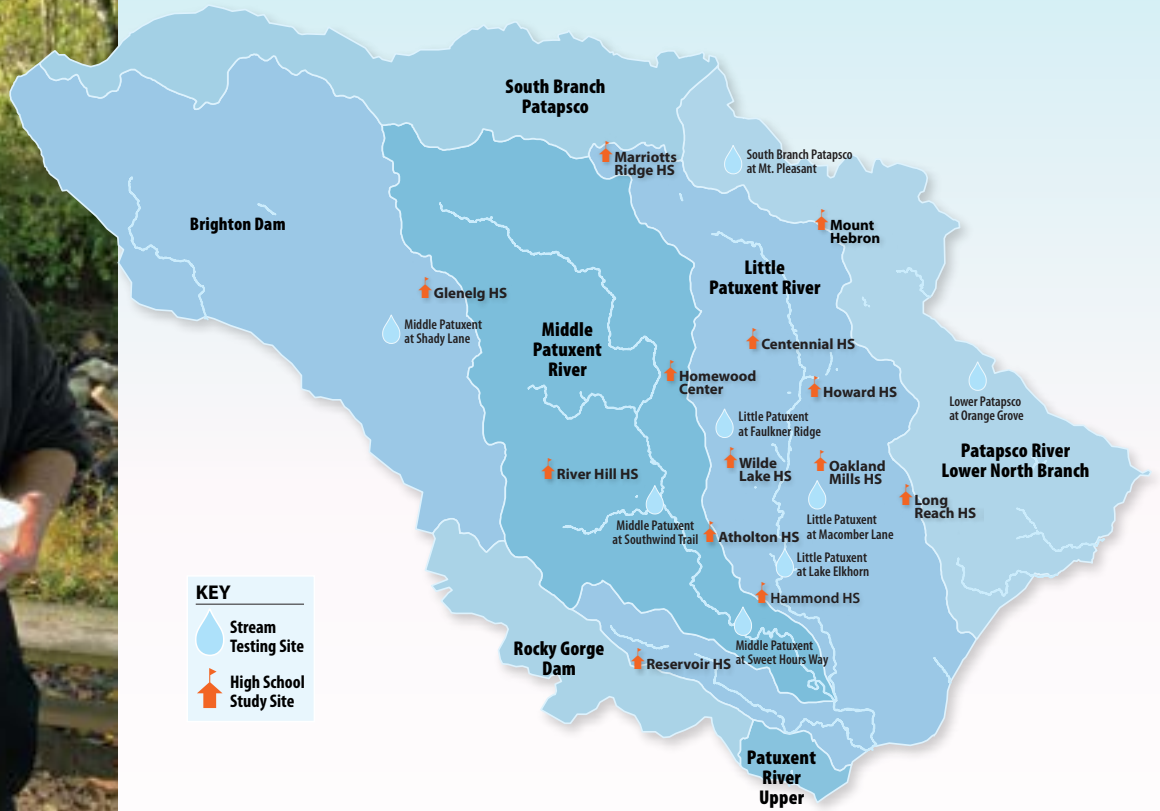 South Branch
Patapsco
Marriotts
Ridge HS
South Branch Patapsco
at Mt. Pleasant
Brighton Dam
Mount
Hebron
Little
Patuxent River
Glenelg HS
Middle Patuxent
at Shady Lane
Middle
Patuxent
River
Centennial HS
Homewood
Center
Howard HS
Lower Patapsco
at Orange Grove
Little Patuxent
at Faulkner Ridge
Patapsco River
Lower North Branch
River Hill HS
Wilde
Lake HS
Oakland
Mills HS
Long
Reach HS
Middle Patuxent
at Southwind Trail
Atholton HS
Little Patuxent
at Macomber Lane
Little Patuxent
at Lake Elkhorn
Hammond HS
KEY
Stream
Testing Site
High School
Study Site
Rocky Gorge
Dam
Reservoir HS
Middle Patuxent
at Sweet Hours Way
Patuxent
River
Upper